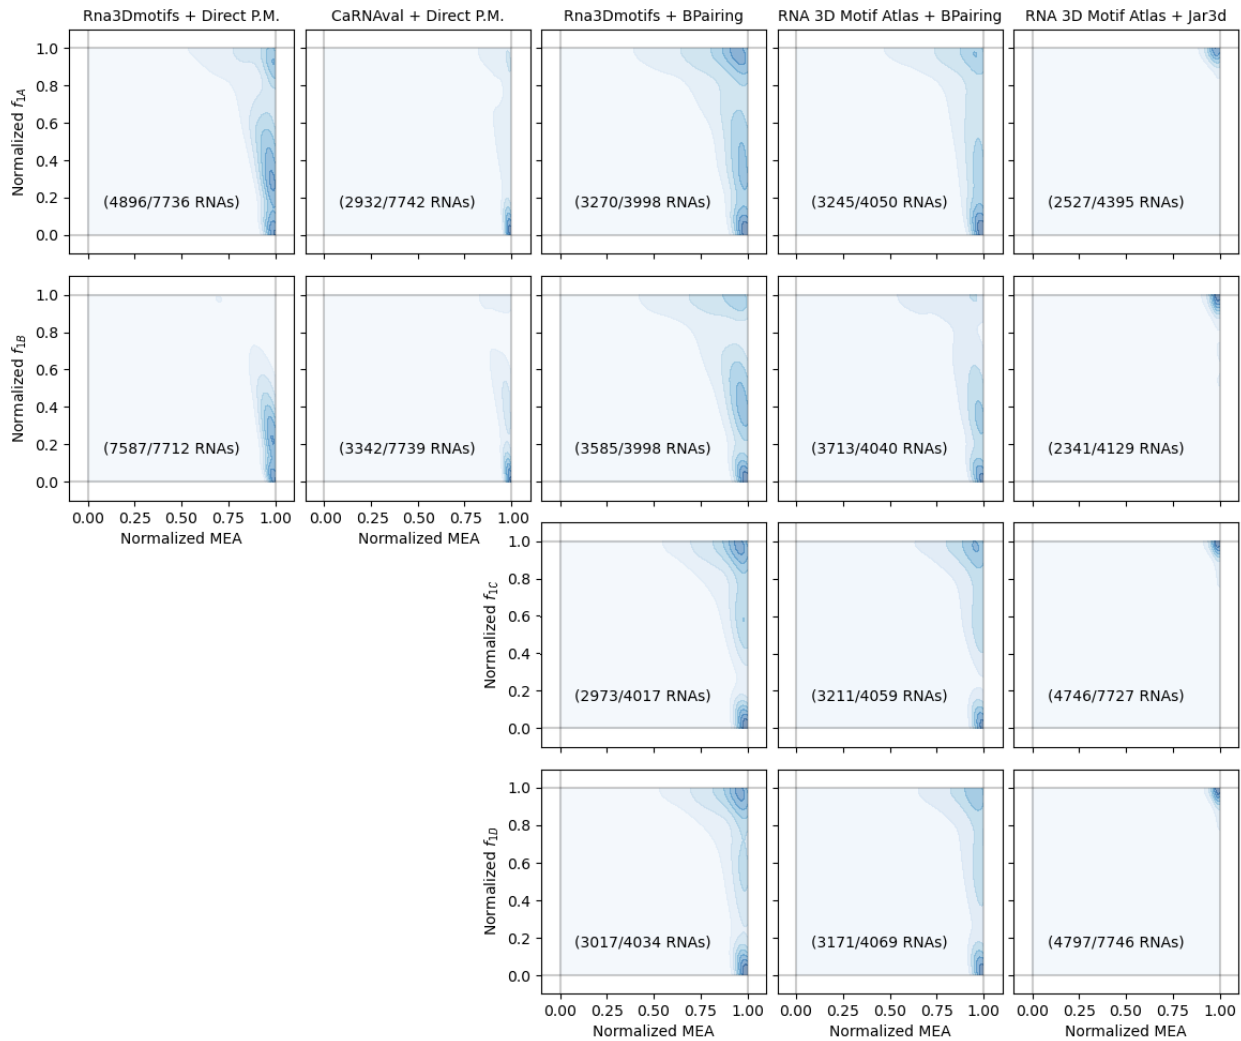 Rna3Dmotifs + Direct P.M.
CaRNAval + Direct P.M.
Rna3Dmotifs + BPairing
RNA 3D Motif Atlas + BPairing
RNA 3D Motif Atlas + Jar3d
Normalized f1A
1.0
0.8
0.6
0.4
0.2
0.0
(4896/7736 RNAs)
(2932/7742 RNAs)
(3270/3998 RNAs)
(3245/4050 RNAs)
(2527/4395 RNAs)
Normalized f1B
1.0
0.8
0.6
0.4
0.2
0.0
(7587/7712 RNAs)
(3342/7739 RNAs)
(3585/3998 RNAs)
(3713/4040 RNAs)
(2341/4129 RNAs)
0.00 0.25 0.50 0.75 1.00
Normalized MEA
0.00 0.25 0.50 0.75 1.00
Normalized MEA
Normalized f1C
1.0
0.8
0.6
0.4
0.2
0.0
(2973/4017 RNAs)
(3211/4059 RNAs)
(4746/7727 RNAs)
Normalized f1D
1.0
0.8
0.6
0.4
0.2
0.0
(3017/4034 RNAs)
(3171/4069 RNAs)
(4797/7746 RNAs)
0.00 0.25 0.50 0.75 1.00
Normalized MEA
0.00 0.25 0.50 0.75 1.00
Normalized MEA
0.00 0.25 0.50 0.75 1.00
Normalized MEA